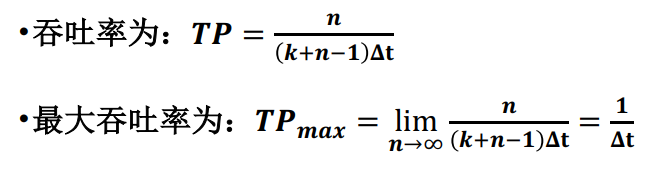 •吞吐率为：TP = n/((k+n−1)Δt)
•最大吞吐率为：TP_max = lim_{n→∞} n/((k+n−1)Δt) = 1/Δt